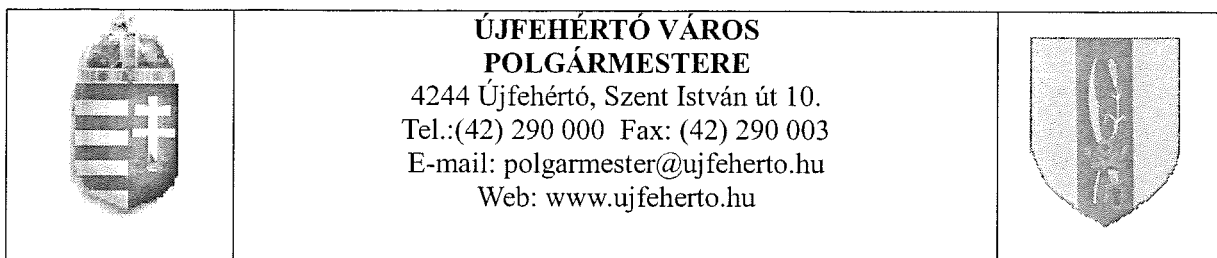 ÚJFEHÉRTÓ VÁROS
POLGÁRMESTERE
4244 Újfehértó, Szent István út 10.
Tel.:(42) 290 000 Fax: (42) 290 003
E-mail: polgarmester@ujfeherto.hu
Web: www.ujfeherto.hu